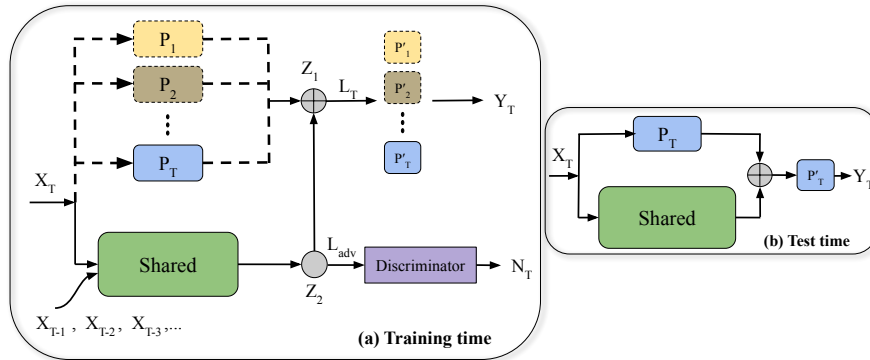 P1
P2
PT
XT
Shared
XT-1 , XT-2, XT-3 ,...
Z1
LT
P'1
P'2
P'T
YT
Ladv
Z2
Discriminator
NT
(a) Training time
XT
PT
Shared
P'T
YT
(b) Test time